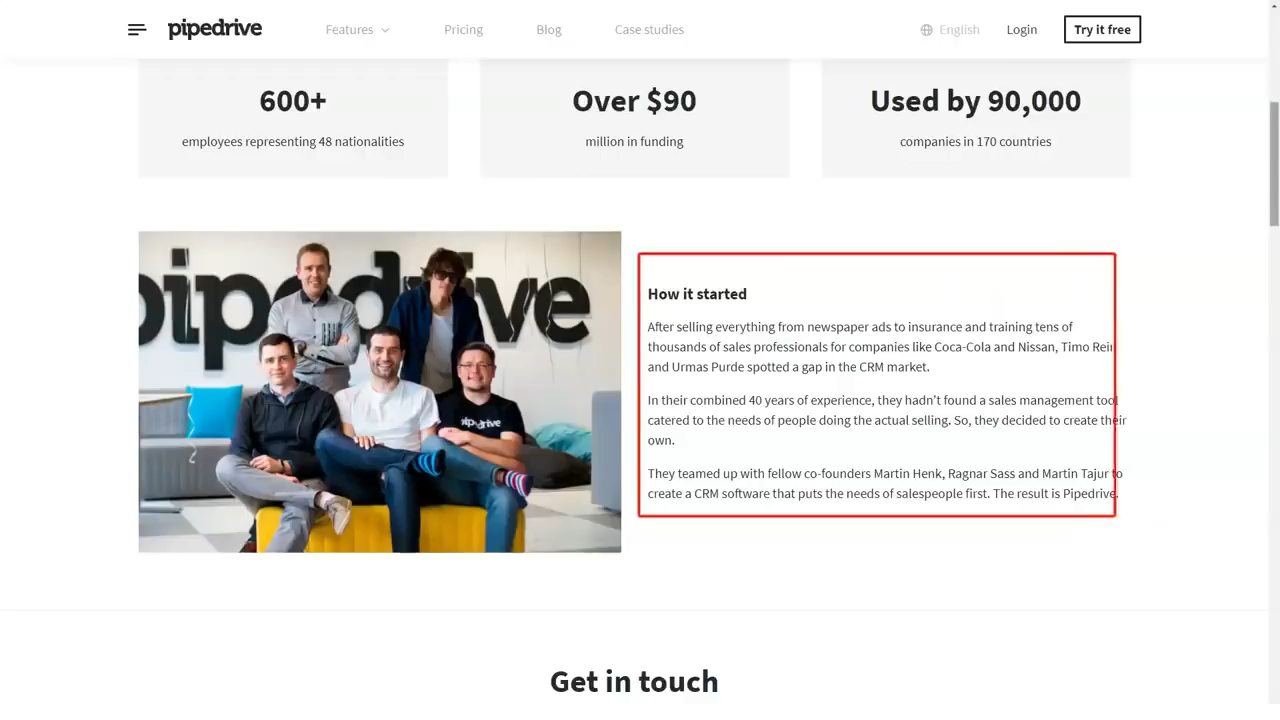 pipedrive
Features
Pricing
Blog
Case studies
English
Login
Try it free
600+
employees representing 48 nationalities
Over $90
million in funding
Used by 90,000
companies in 170 countries
pipedrive
pipedrive
How it started
After selling everything from newspaper ads to insurance and training tens of
thousands of sales professionals for companies like Coca-Cola and Nissan, Timo
and Urmas Purde spotted a gap in the CRM market.
In their combined 40 years of experience, they hadn't found a sales management tool
catered to the needs of people doing the actual selling. So, they decided to create their
own.
They teamed up with fellow co-founders Martin Henk, Ragnar Sass and Martin Tajur to
create a CRM software that puts the needs of salespeople first. The result is Pipedrive.
Get in touch